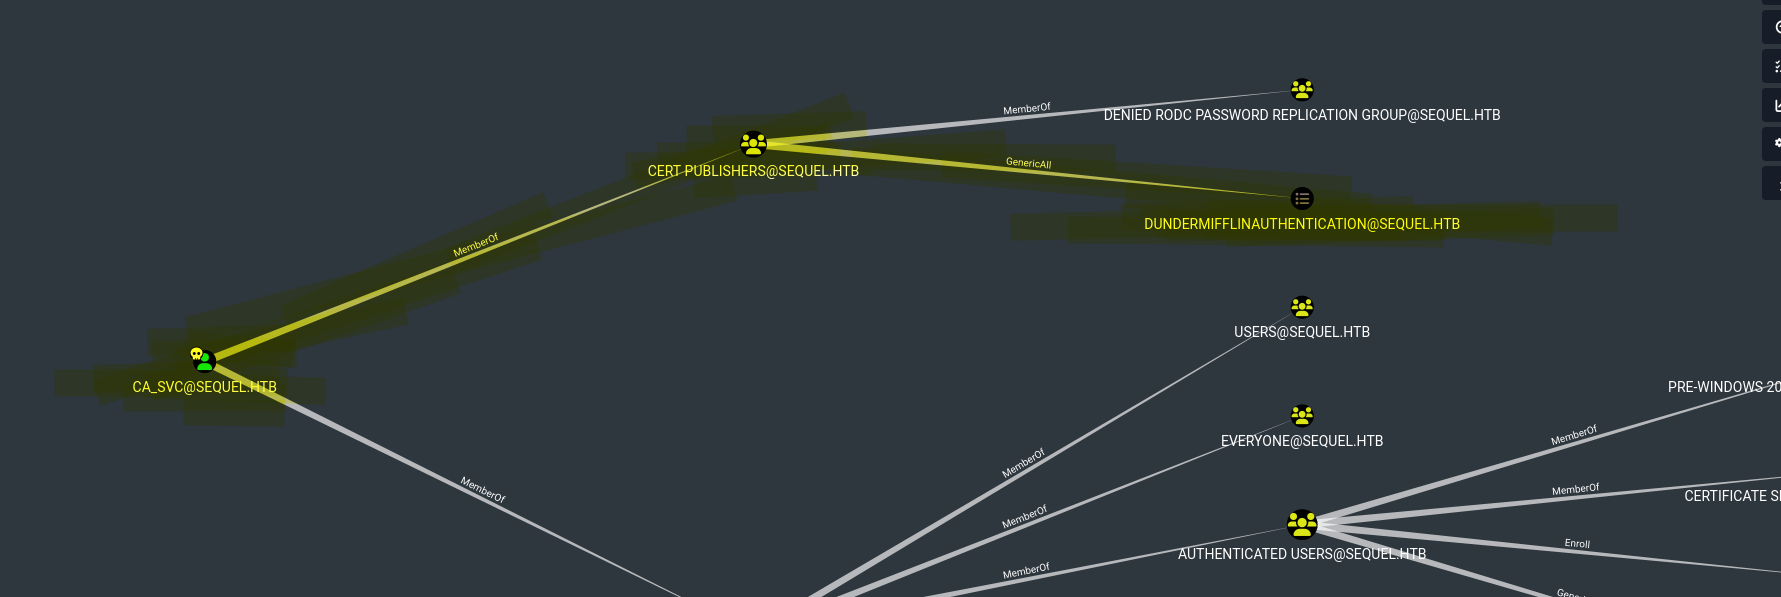 MemberOf
DENIED RODC PASSWORD REPLICATION GROUP@SEQUEL.HTB
CERT PUBLISHERS@SEQUEL.HTB
GenericAll
DUNDERMIFFLINAUTHENTICATION@SEQUEL.HTB
MemberOf
USERS@SEQUEL.HTB
CA_SVC@SEQUEL.HTB
PRE-WINDOWS 20
EVERYONE@SEQUEL.HTB
MemberOf
MemberOf
MemberOf
MemberOf
CERTIFICATE S
MemberOf
MemberOf
Enroll
AUTHENTICATED USERS@SEQUEL.HTB
MemberOf